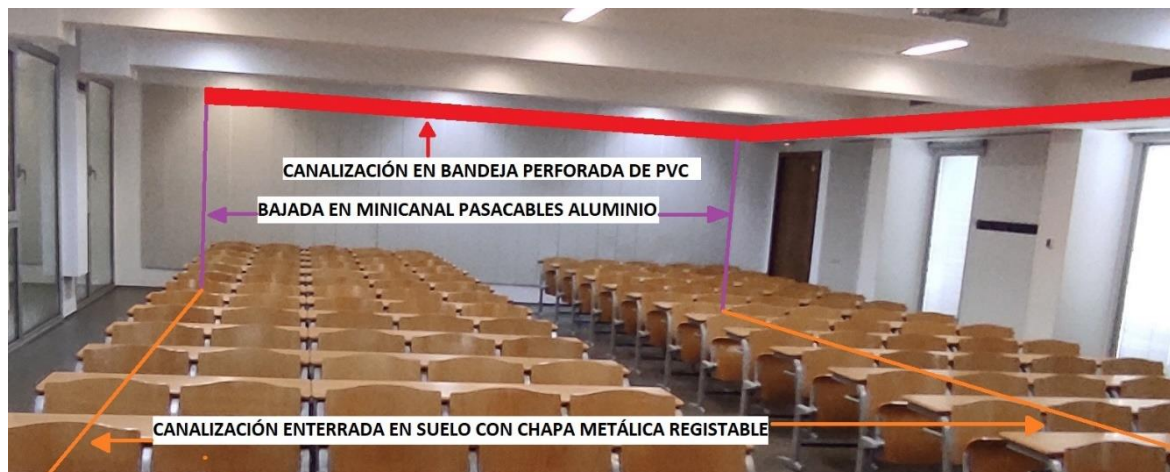 CANALIZACIÓN EN BANDEJA PERFORADA DE PVC
BAJADA EN MINICANAL PASACABLES ALUMINIO
CANALIZACIÓN ENTERRADA EN SUELO CON CHAPA METÁLICA REGISTABLE